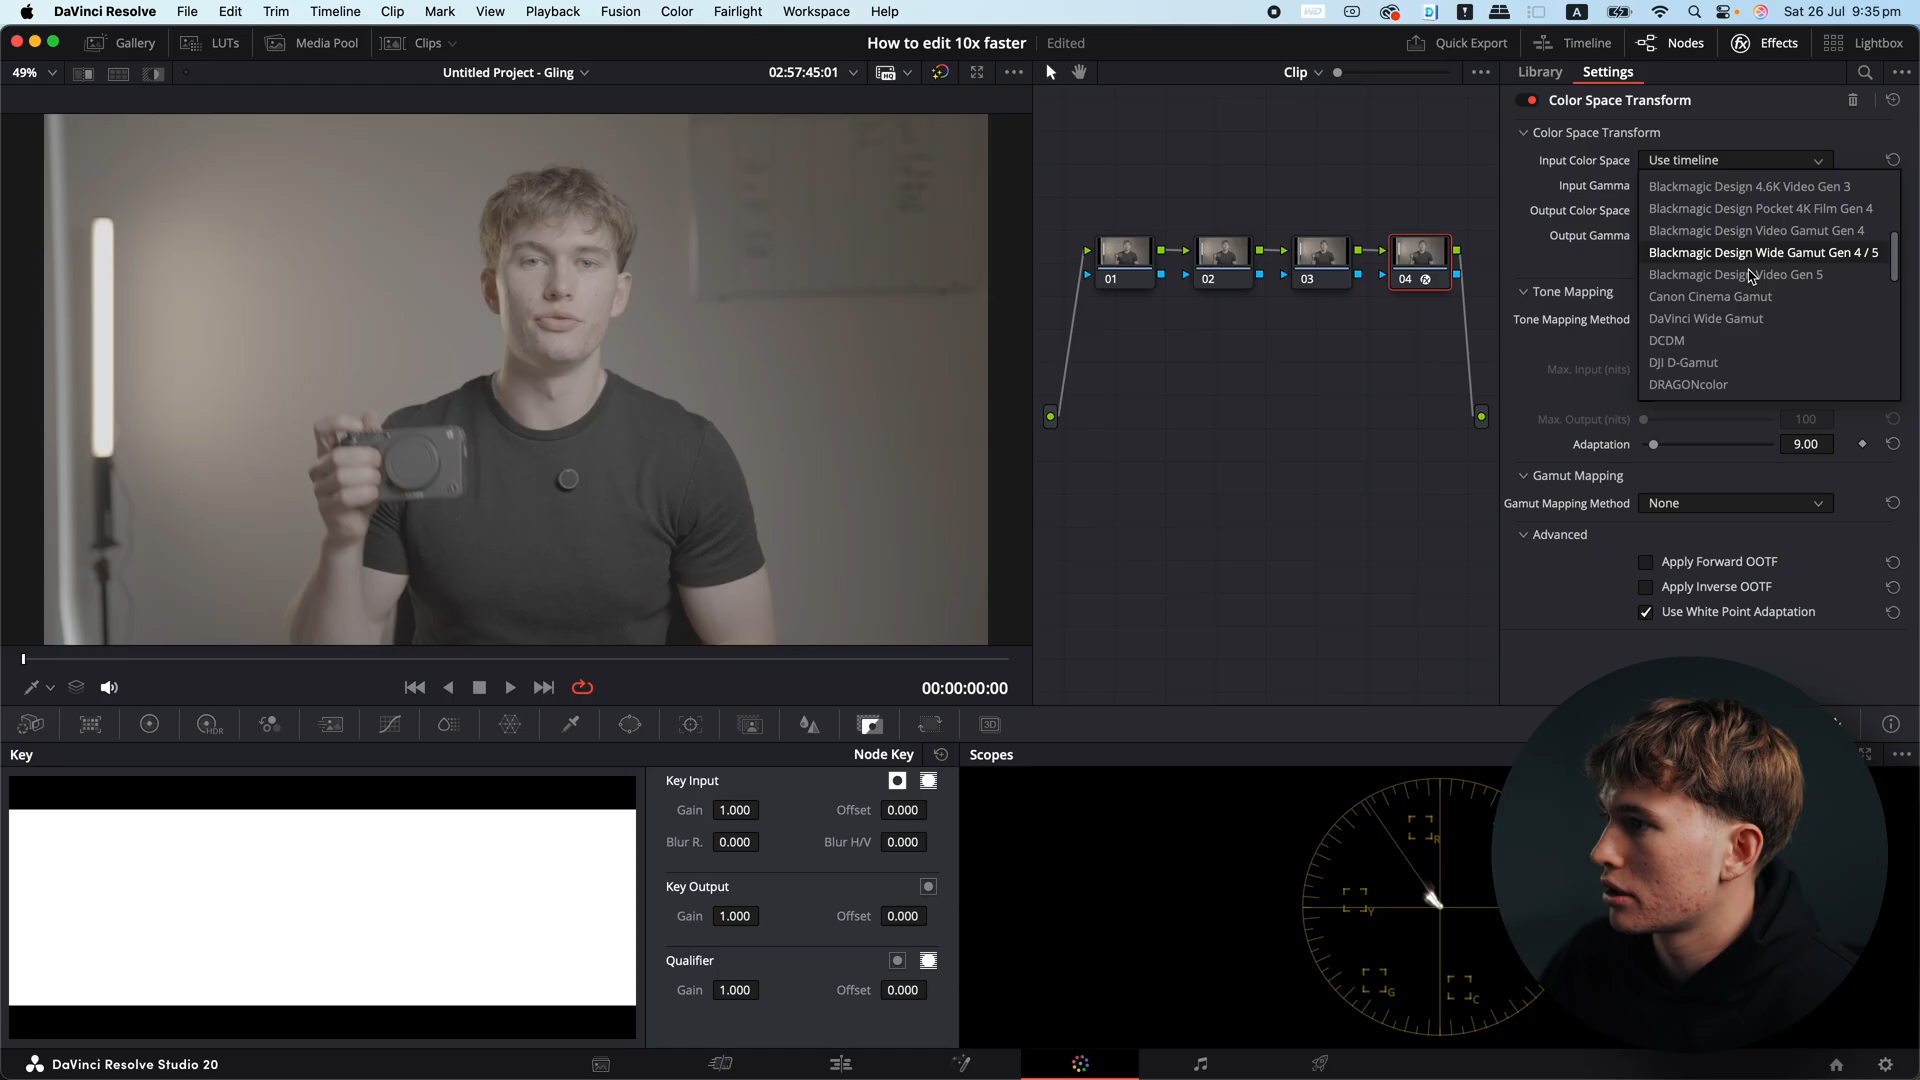 DaVinci Resolve File Edit Trim Timeline Clip Mark View Playback Fusion Color Fairlight Workspace Help A Sat 26 Jul 9:35 pm
Gallery LUTs Media Pool Clips How to edit 10x faster Edited Quick Export Timeline Nodes Effects Lightbox
49% Untitled Project - Gling 02:57:45:01 Clip Library Settings
Color Space Transform
Color Space Transform
Input Color Space Use timeline
Input Gamma
Output Color Space
Output Gamma
Blackmagic Design 4.6K Video Gen 3
Blackmagic Design Pocket 4K Film Gen 4
Blackmagic Design Video Gamut Gen 4
Blackmagic Design Wide Gamut Gen 4 / 5
Blackmagic Design Video Gen 5
Canon Cinema Gamut
DaVinci Wide Gamut
DCDM
DJI D-Gamut
DRAGONcolor
01 02 03 04 fx
Tone Mapping
Tone Mapping Method
Max. Input (nits)
Max. Output (nits) 100
Adaptation 9.00
Gamut Mapping
Gamut Mapping Method None
Advanced
Apply Forward OOTF
Apply Inverse OOTF
Use White Point Adaptation
00:00:00:00
HDR 3D
Key Node Key Scopes
Key Input
Gain 1.000 Offset 0.000
Blur R. 0.000 Blur H/V 0.000
Key Output
Gain 1.000 Offset 0.000
Qualifier
Gain 1.000 Offset 0.000
R
Y
G
C
DaVinci Resolve Studio 20